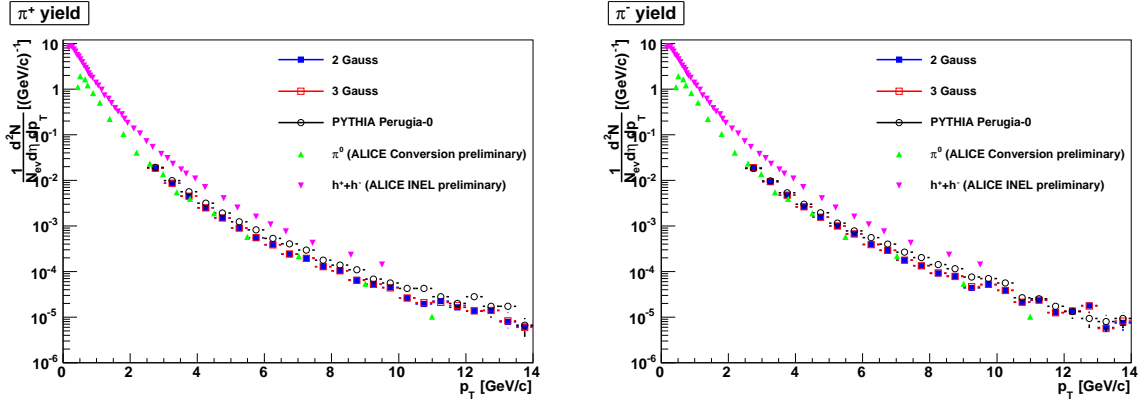 π⁺ yield
1/N_ev d²N/dηdp_T [(GeV/c)⁻¹]
10
1
10⁻¹
10⁻²
10⁻³
10⁻⁴
10⁻⁵
10⁻⁶
2 Gauss
3 Gauss
PYTHIA Perugia-0
π⁰ (ALICE Conversion preliminary)
h⁺+h⁻ (ALICE INEL preliminary)
0 2 4 6 8 10 12 14
p_T [GeV/c]
π⁻ yield
1/N_ev d²N/dηdp_T [(GeV/c)⁻¹]
10
1
10⁻¹
10⁻²
10⁻³
10⁻⁴
10⁻⁵
10⁻⁶
2 Gauss
3 Gauss
PYTHIA Perugia-0
π⁰ (ALICE Conversion preliminary)
h⁺+h⁻ (ALICE INEL preliminary)
0 2 4 6 8 10 12 14
p_T [GeV/c]